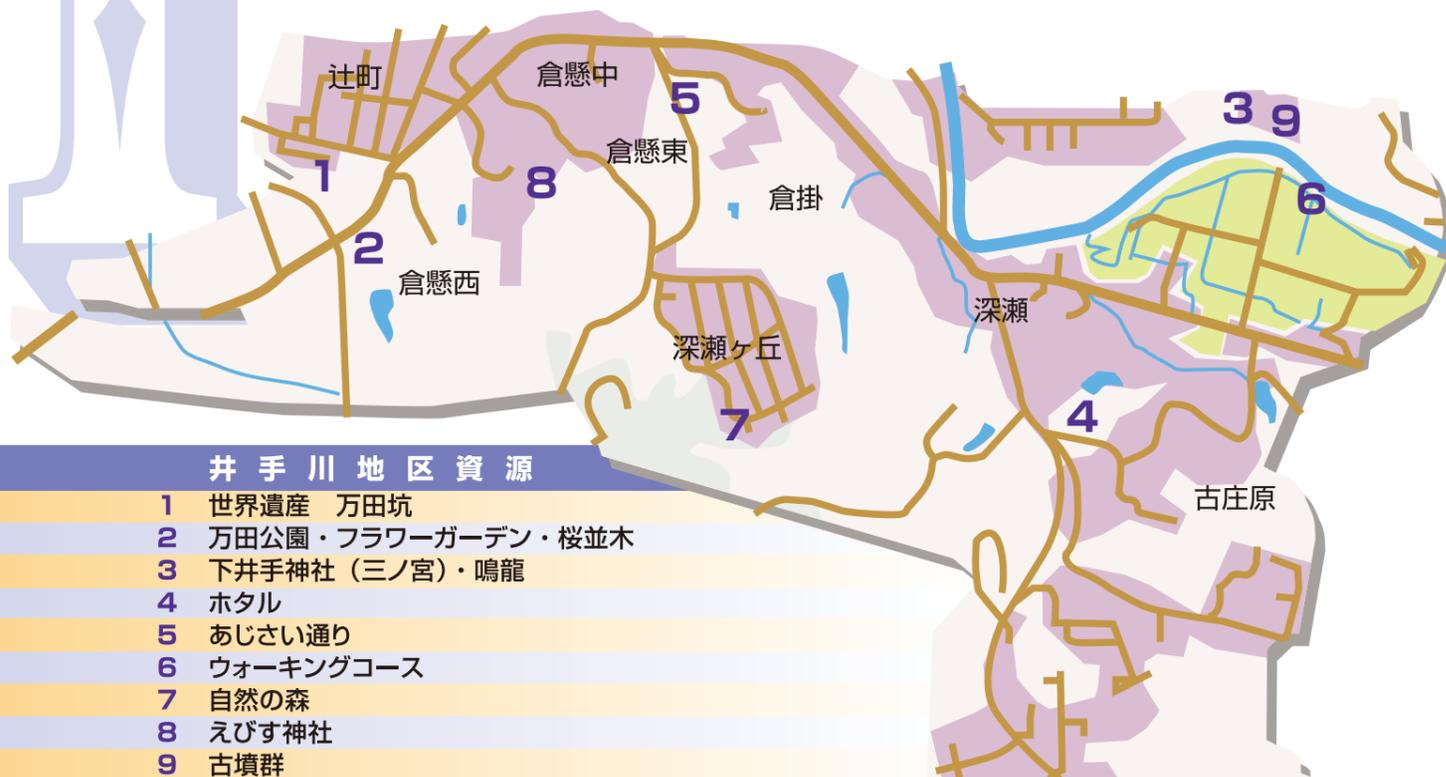 辻町
倉懸中
5
3 9
倉懸東
1
8
倉掛
6
2
倉懸西
深瀬
深瀬ヶ丘
7
4
古庄原
井手川地区資源
1 世界遺産　万田坑
2 万田公園・フラワーガーデン・桜並木
3 下井手神社（三ノ宮）・鳴龍
4 ホタル
5 あじさい通り
6 ウォーキングコース
7 自然の森
8 えびす神社
9 古墳群